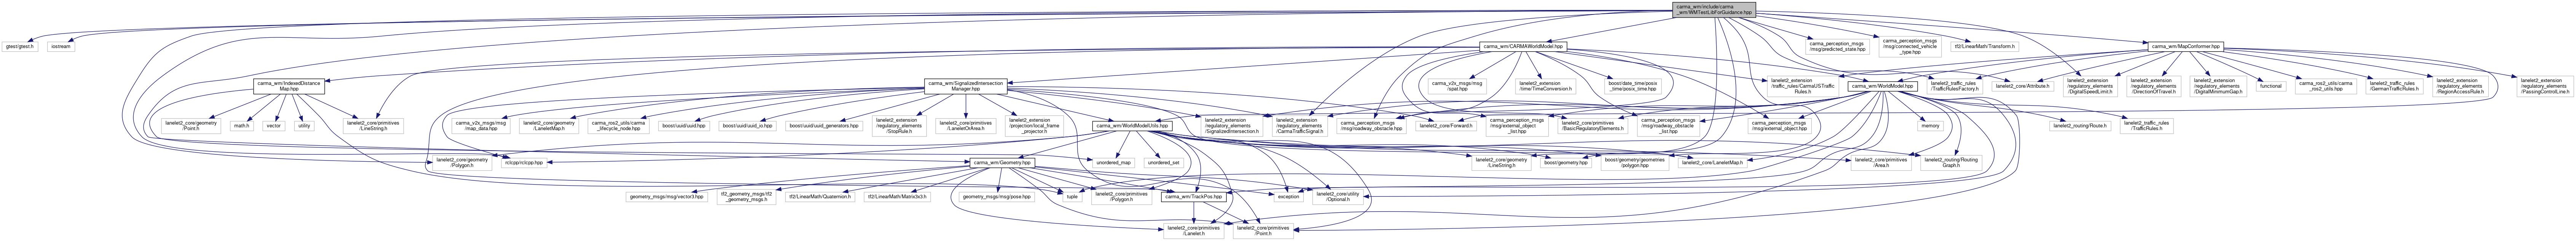 carma_wm/include/carma
_wm/WMTestLibForGuidance.hpp
gtest/gtest.h
iostream
carma_wm/CARMAWorldModel.hpp
carma_perception_msgs
/msg/predicted_state.hpp
carma_perception_msgs
/msg/connected_vehicle
_type.hpp
tf2/LinearMath/Transform.h
carma_wm/MapConformer.hpp
carma_wm/IndexedDistance
Map.hpp
carma_wm/SignalizedIntersection
Manager.hpp
carma_v2x_msgs/msg
/spat.hpp
lanelet2_extension
/time/TimeConversion.h
boost/date_time/posix
_time/posix_time.hpp
lanelet2_extension
/traffic_rules/CarmaUSTraffic
Rules.h
carma_wm/WorldModel.hpp
lanelet2_traffic_rules
/TrafficRulesFactory.h
lanelet2_core/Attribute.h
lanelet2_extension
/regulatory_elements
/DigitalSpeedLimit.h
lanelet2_extension
/regulatory_elements
/DirectionOfTravel.h
lanelet2_extension
/regulatory_elements
/DigitalMinimumGap.h
functional
carma_ros2_utils/carma
_ros2_utils.hpp
lanelet2_traffic_rules
/GermanTrafficRules.h
lanelet2_extension
/regulatory_elements
/RegionAccessRule.h
lanelet2_extension
/regulatory_elements
/PassingControlLine.h
lanelet2_core/geometry
/Point.h
math.h
vector
utility
lanelet2_core/primitives
/LineString.h
carma_v2x_msgs/msg
/map_data.hpp
lanelet2_core/geometry
/LaneletMap.h
carma_ros2_utils/carma
_lifecycle_node.hpp
boost/uuid/uuid.hpp
boost/uuid/uuid_io.hpp
boost/uuid/uuid_generators.hpp
lanelet2_extension
/regulatory_elements
/StopRule.h
lanelet2_core/primitives
/LaneletOrArea.h
lanelet2_extension
/projection/local_frame
_projector.h
carma_wm/WorldModelUtils.hpp
lanelet2_extension
/regulatory_elements
/SignalizedIntersection.h
lanelet2_extension
/regulatory_elements
/CarmaTrafficSignal.h
carma_perception_msgs
/msg/roadway_obstacle.hpp
lanelet2_core/Forward.h
carma_perception_msgs
/msg/external_object
_list.hpp
lanelet2_core/primitives
/BasicRegulatoryElements.h
carma_perception_msgs
/msg/roadway_obstacle
_list.hpp
carma_perception_msgs
/msg/external_object.hpp
memory
lanelet2_routing/Route.h
lanelet2_traffic_rules
/TrafficRules.h
lanelet2_core/geometry
/Polygon.h
rclcpp/rclcpp.hpp
unordered_map
unordered_set
carma_wm/Geometry.hpp
lanelet2_core/geometry
/LineString.h
boost/geometry.hpp
boost/geometry/geometries
/polygon.hpp
lanelet2_core/LaneletMap.h
lanelet2_core/primitives
/Area.h
lanelet2_routing/Routing
Graph.h
geometry_msgs/msg/vector3.hpp
tf2_geometry_msgs/tf2
_geometry_msgs.h
tf2/LinearMath/Quaternion.h
tf2/LinearMath/Matrix3x3.h
geometry_msgs/msg/pose.hpp
tuple
lanelet2_core/primitives
/Polygon.h
carma_wm/TrackPos.hpp
exception
lanelet2_core/utility
/Optional.h
lanelet2_core/primitives
/Lanelet.h
lanelet2_core/primitives
/Point.h